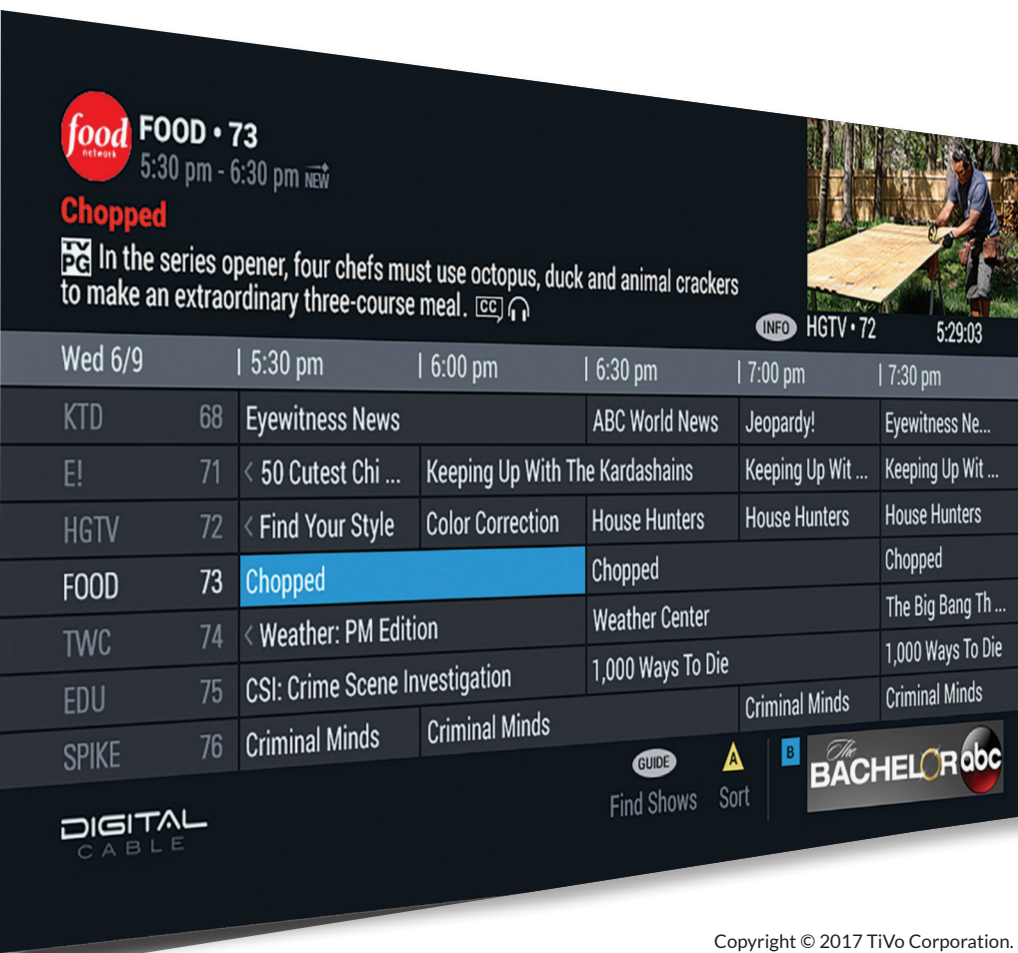 food
network
FOOD • 73
5:30 pm - 6:30 pm NEW
Chopped
TV PG In the series opener, four chefs must use octopus, duck and animal crackers
to make an extraordinary three-course meal. CC
INFO HGTV • 72 5:29:03
Wed 6/9 5:30 pm 6:00 pm 6:30 pm 7:00 pm 7:30 pm
KTD 68 Eyewitness News ABC World News Jeopardy! Eyewitness Ne...
E! 71 < 50 Cutest Chi ... Keeping Up With The Kardashains Keeping Up Wit ... Keeping Up Wit ...
HGTV 72 < Find Your Style Color Correction House Hunters House Hunters House Hunters
FOOD 73 Chopped Chopped Chopped
TWC 74 < Weather: PM Edition Weather Center The Big Bang Th ...
EDU 75 CSI: Crime Scene Investigation 1,000 Ways To Die 1,000 Ways To Die
SPIKE 76 Criminal Minds Criminal Minds Criminal Minds Criminal Minds
GUIDE A B The BACHELOR abc
Find Shows Sort
DIGITAL
CABLE
Copyright © 2017 TiVo Corporation.